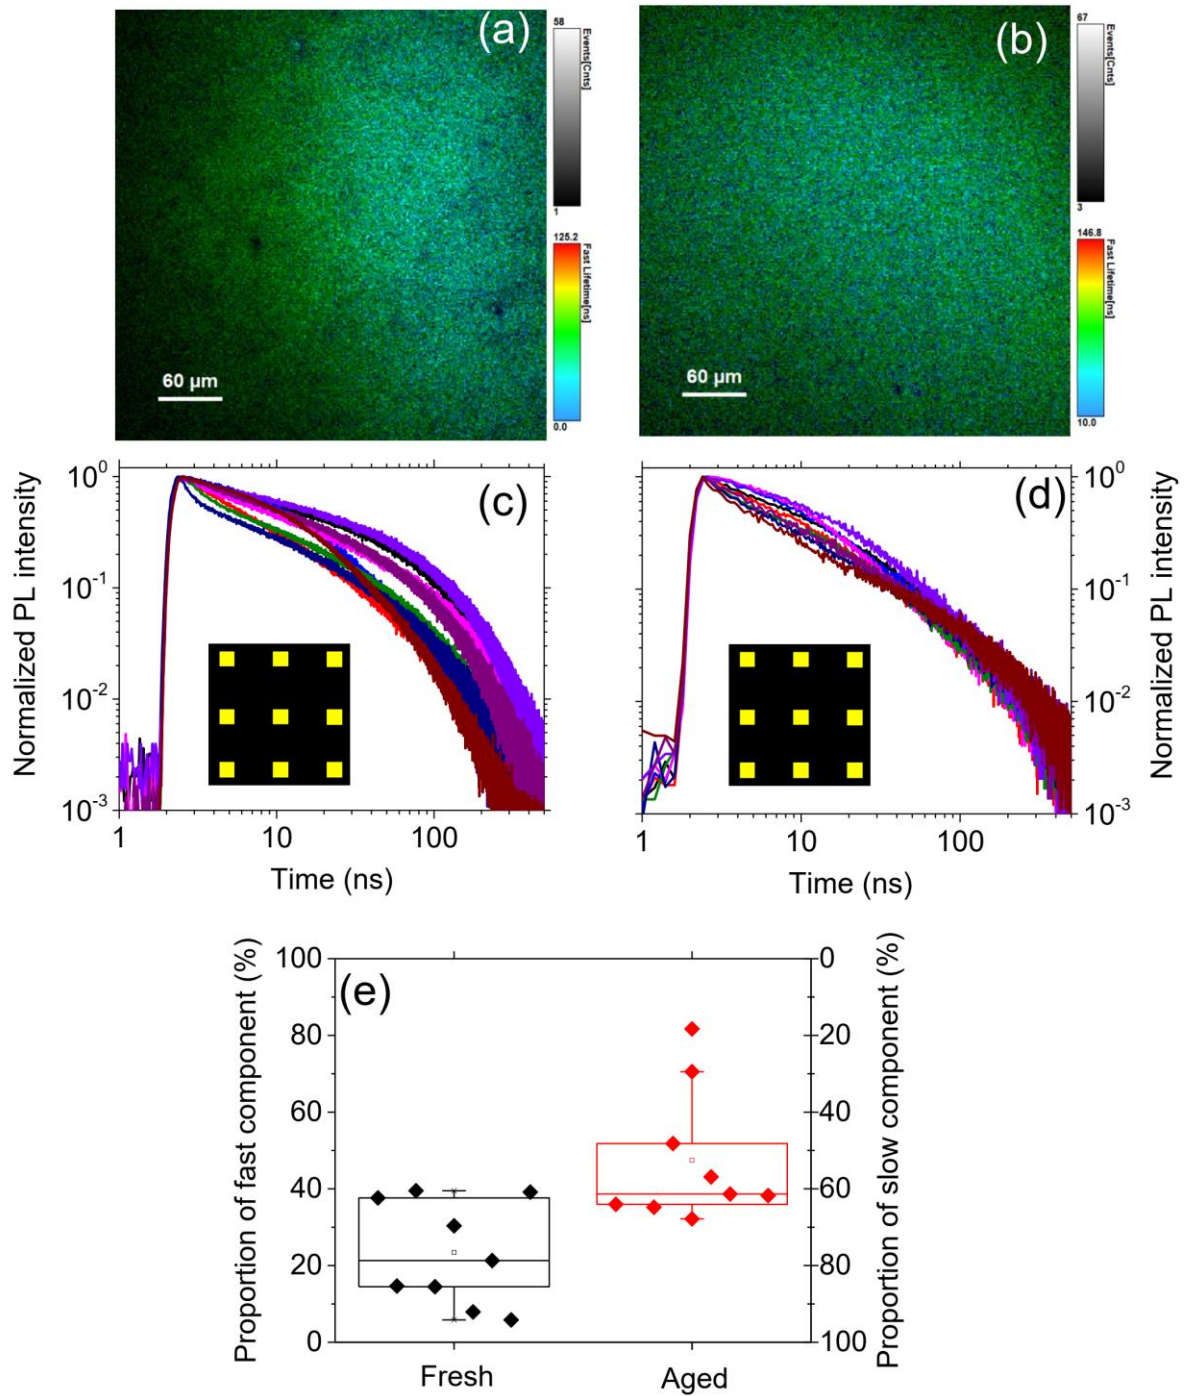 (a)
58
Events[Cnts]
1
125.2
Fast Lifetime[ns]
0.0
60 µm
(b)
67
Events[Cnts]
3
146.8
Fast Lifetime[ns]
10.0
60 µm
(c)
Normalized PL intensity
10^0
10^-1
10^-2
10^-3
1
10
100
Time (ns)
(d)
10^0
10^-1
10^-2
10^-3
Normalized PL intensity
1
10
100
Time (ns)
(e)
Proportion of fast component (%)
100
80
60
40
20
0
0
20
40
60
80
100
Proportion of slow component (%)
Fresh
Aged